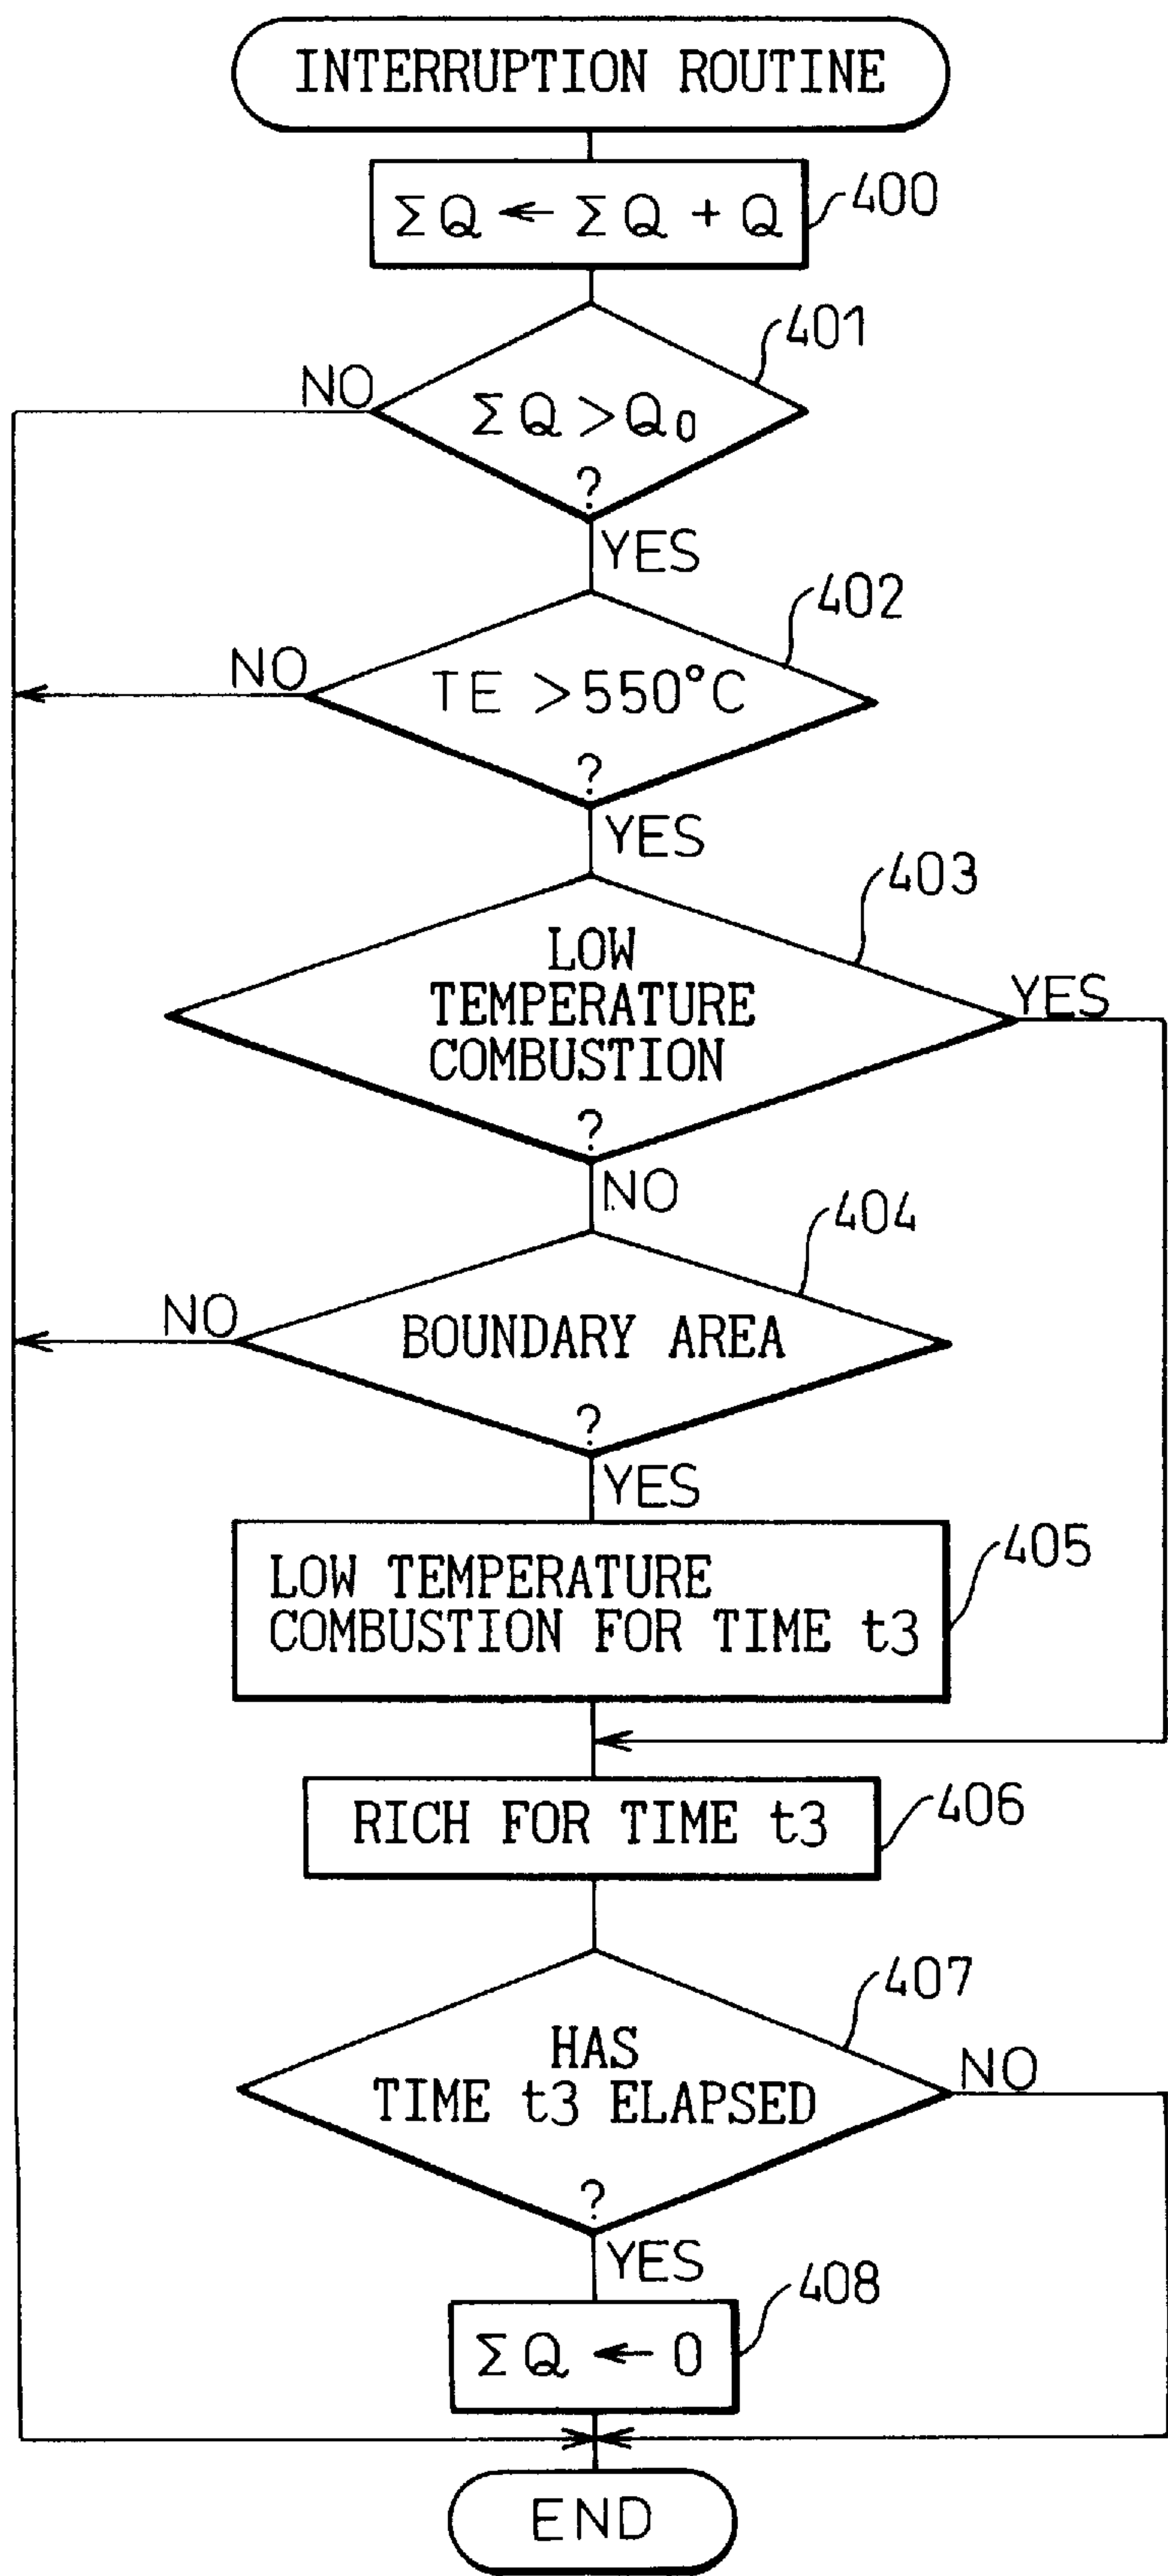 INTERRUPTION ROUTINE
ΣQ ← ΣQ + Q
400
401
NO
ΣQ > Q0
?
YES
402
NO
TE > 550°C
?
YES
403
LOW
TEMPERATURE
COMBUSTION
?
YES
NO
404
NO
BOUNDARY AREA
?
YES
405
LOW TEMPERATURE
COMBUSTION FOR TIME t3
RICH FOR TIME t3
406
407
HAS
TIME t3 ELAPSED
?
NO
YES
408
ΣQ ← 0
END